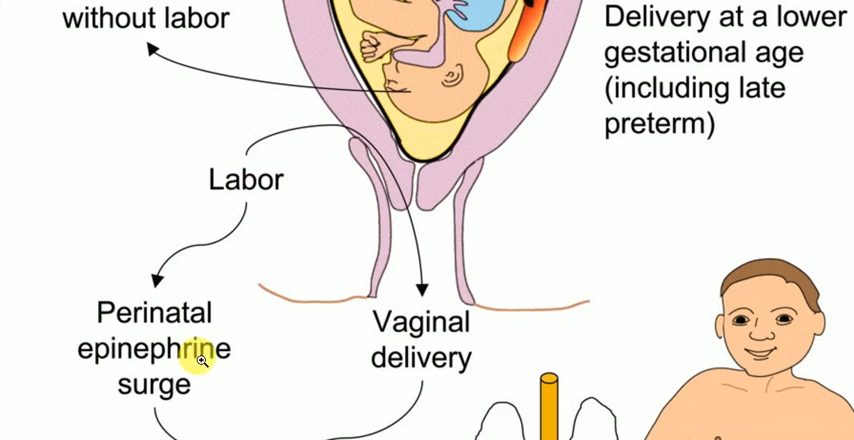 without labor
Delivery at a lower
gestational age
(including late
preterm)
Labor
Perinatal
epinephrine
surge
Vaginal
delivery